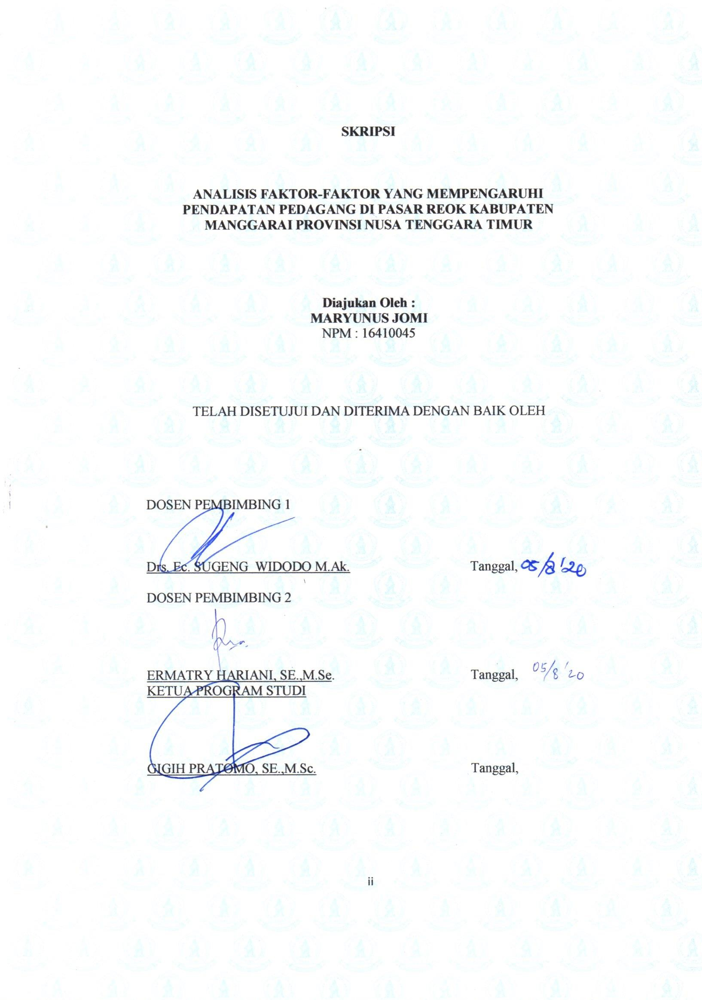 SKRIPSI
ANALISIS FAKTOR-FAKTOR YANG MEMPENGARUHI
PENDAPATAN PEDAGANG DI PASAR REOK KABUPATEN
MANGGARAI PROVINSI NUSA TENGGARA TIMUR
Diajukan Oleh :
MARYUNUS JOMI
NPM : 16410045
TELAH DISETUJUI DAN DITERIMA DENGAN BAIK OLEH
DOSEN PEMBIMBING 1
Drs. Ec. SUGENG WIDODO M.Ak. Tanggal, 05/8 '20
DOSEN PEMBIMBING 2
ERMATRY HARIANI, SE.,M.Se. Tanggal, 05/8 '20
KETUA PROGRAM STUDI
GIGIH PRATOMO, SE.,M.Sc. Tanggal,
ii